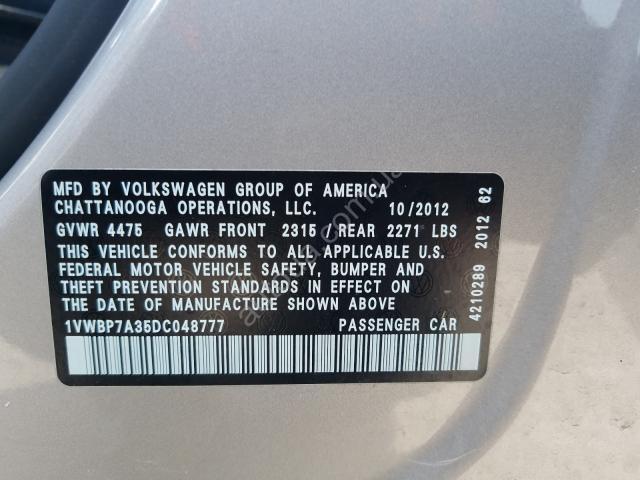 MFD BY VOLKSWAGEN GROUP OF AMERICA
CHATTANOOGA OPERATIONS, LLC. 10/2012
GVWR 4475 GAWR FRONT 2315 / REAR 2271 LBS
THIS VEHICLE CONFORMS TO ALL APPLICABLE U.S.
FEDERAL MOTOR VEHICLE SAFETY, BUMPER AND
THEFT PREVENTION STANDARDS IN EFFECT ON
THE DATE OF MANUFACTURE SHOWN ABOVE
1VWBP7A35DC048777 PASSENGER CAR
4210289 2012 62